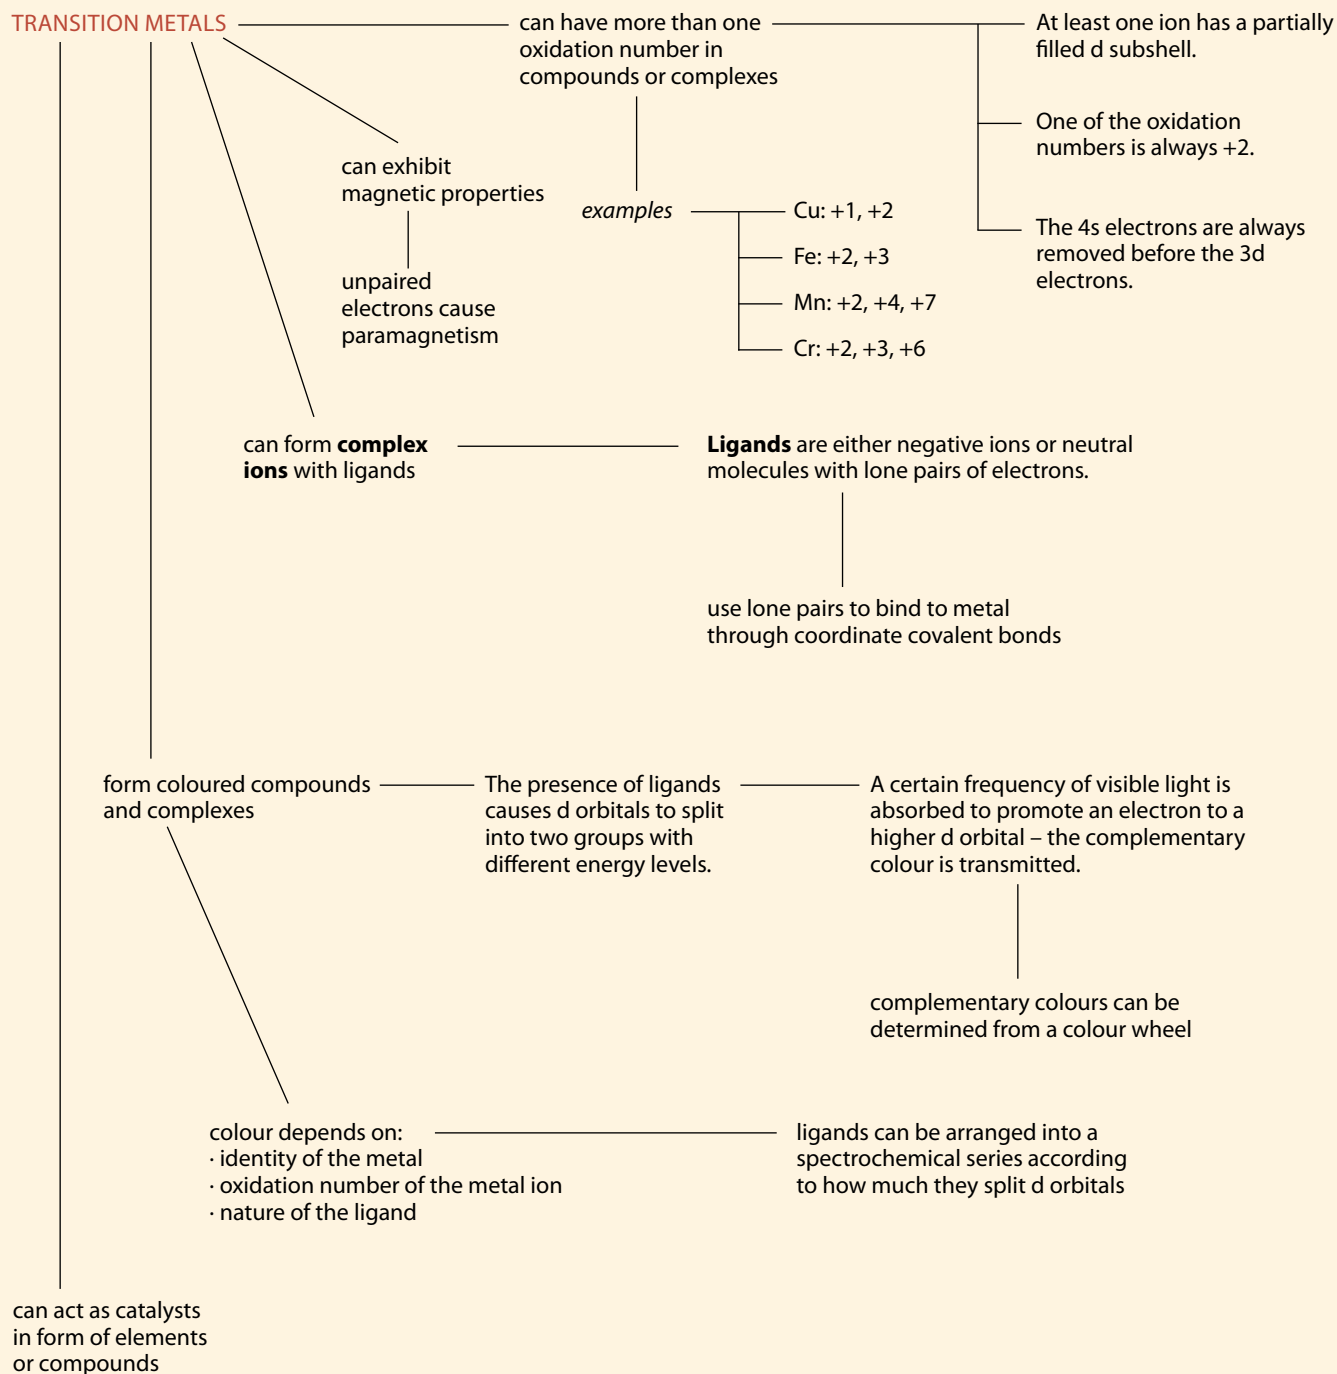 TRANSITION METALS
can have more than one
oxidation number in
compounds or complexes
At least one ion has a partially
filled d subshell.
One of the oxidation
numbers is always +2.
The 4s electrons are always
removed before the 3d
electrons.
examples
Cu: +1, +2
Fe: +2, +3
Mn: +2, +4, +7
Cr: +2, +3, +6
can exhibit
magnetic properties
unpaired
electrons cause
paramagnetism
can form complex
ions with ligands
Ligands are either negative ions or neutral
molecules with lone pairs of electrons.
use lone pairs to bind to metal
through coordinate covalent bonds
form coloured compounds
and complexes
The presence of ligands
causes d orbitals to split
into two groups with
different energy levels.
A certain frequency of visible light is
absorbed to promote an electron to a
higher d orbital – the complementary
colour is transmitted.
complementary colours can be
determined from a colour wheel
colour depends on:
· identity of the metal
· oxidation number of the metal ion
· nature of the ligand
ligands can be arranged into a
spectrochemical series according
to how much they split d orbitals
can act as catalysts
in form of elements
or compounds